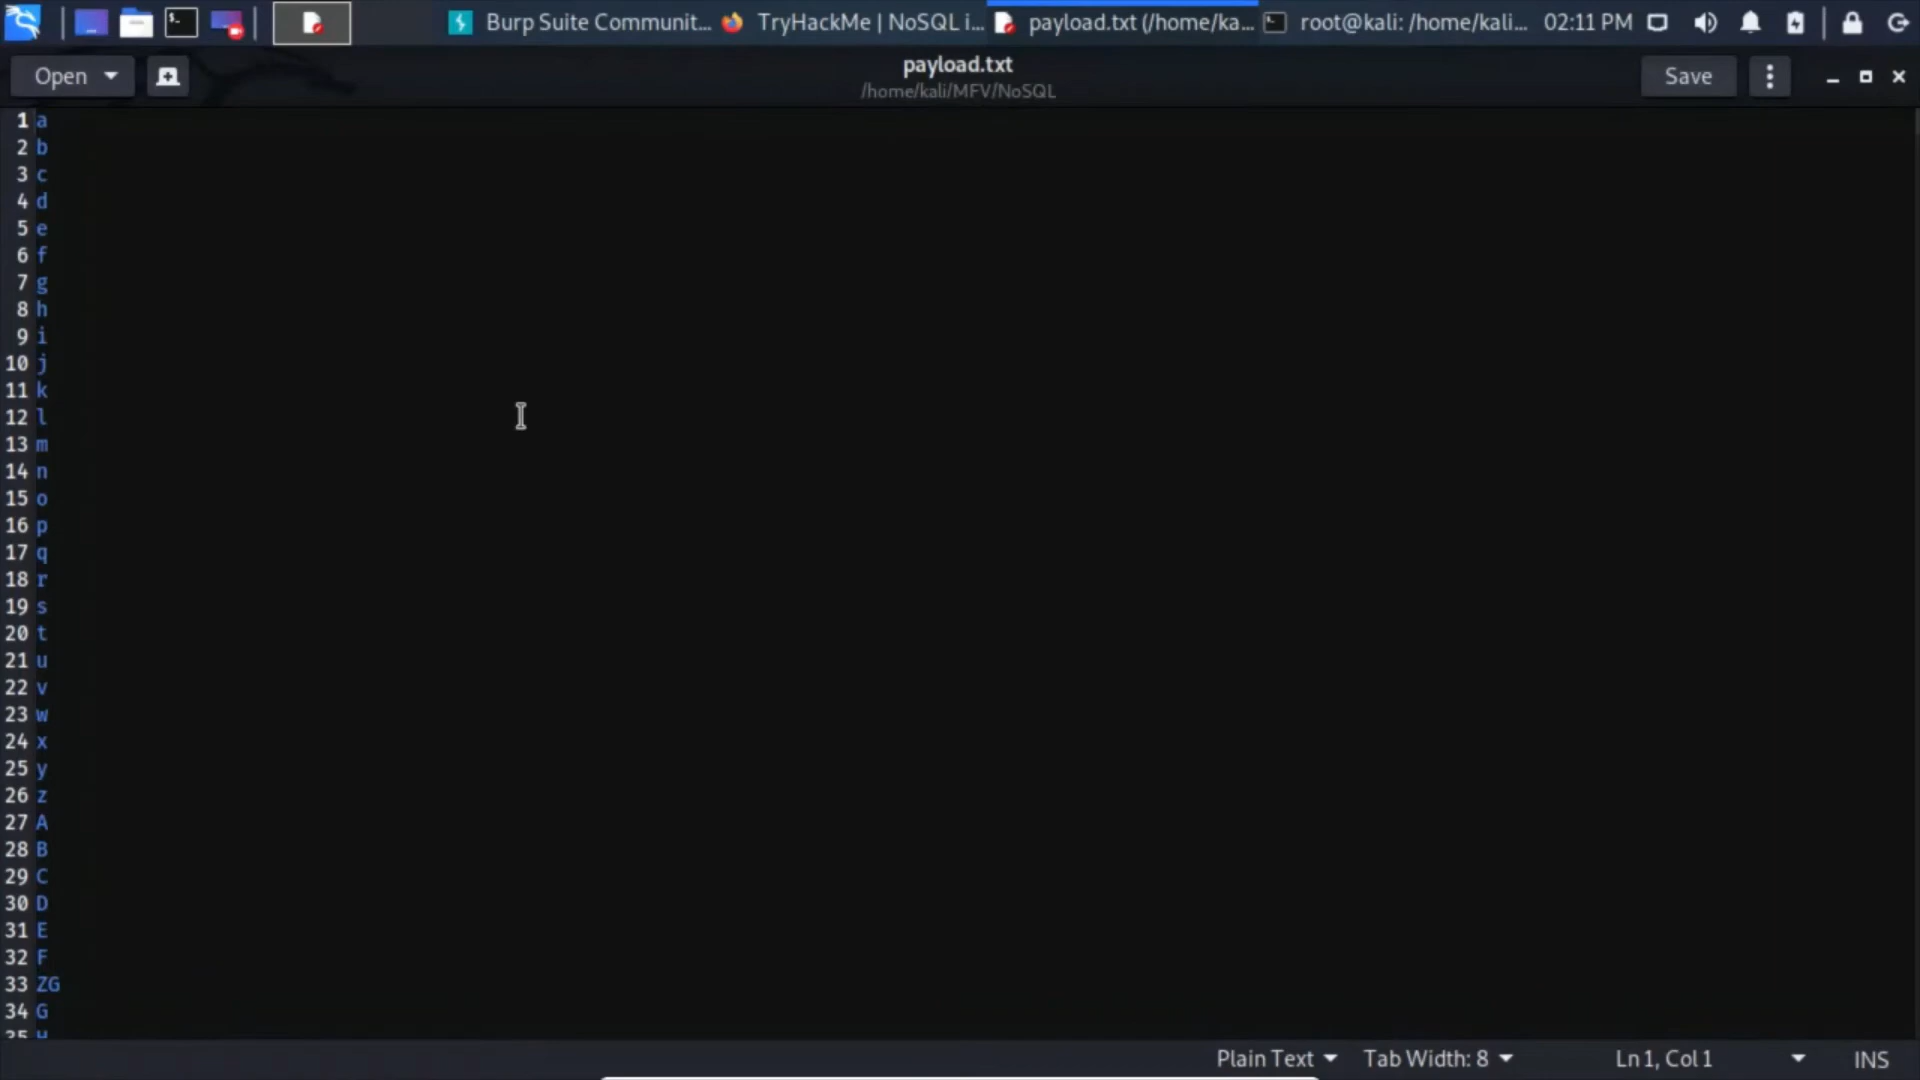 Burp Suite Communit...
TryHackMe | NoSQL i...
payload.txt (/home/ka...
root@kali: /home/kali...
02:11 PM
Open
payload.txt
/home/kali/MFV/NoSQL
Save
1 a
2 b
3 c
4 d
5 e
6 f
7 g
8 h
9 i
10 j
11 k
12 l
13 m
14 n
15 o
16 p
17 q
18 r
19 s
20 t
21 u
22 v
23 w
24 x
25 y
26 z
27 A
28 B
29 C
30 D
31 E
32 F
33 ZG
34 G
35 H
Plain Text
Tab Width: 8
Ln 1, Col 1
INS